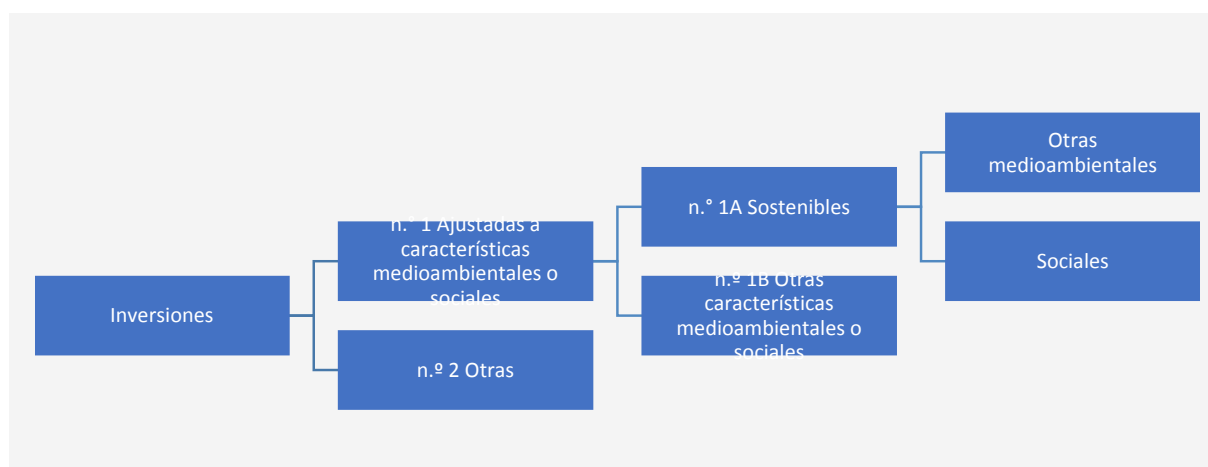 Inversiones
n.° 1 Ajustadas a
características
medioambientales o
sociales
n.º 2 Otras
n.° 1A Sostenibles
n.º 1B Otras
características
medioambientales o
sociales
Otras
medioambientales
Sociales